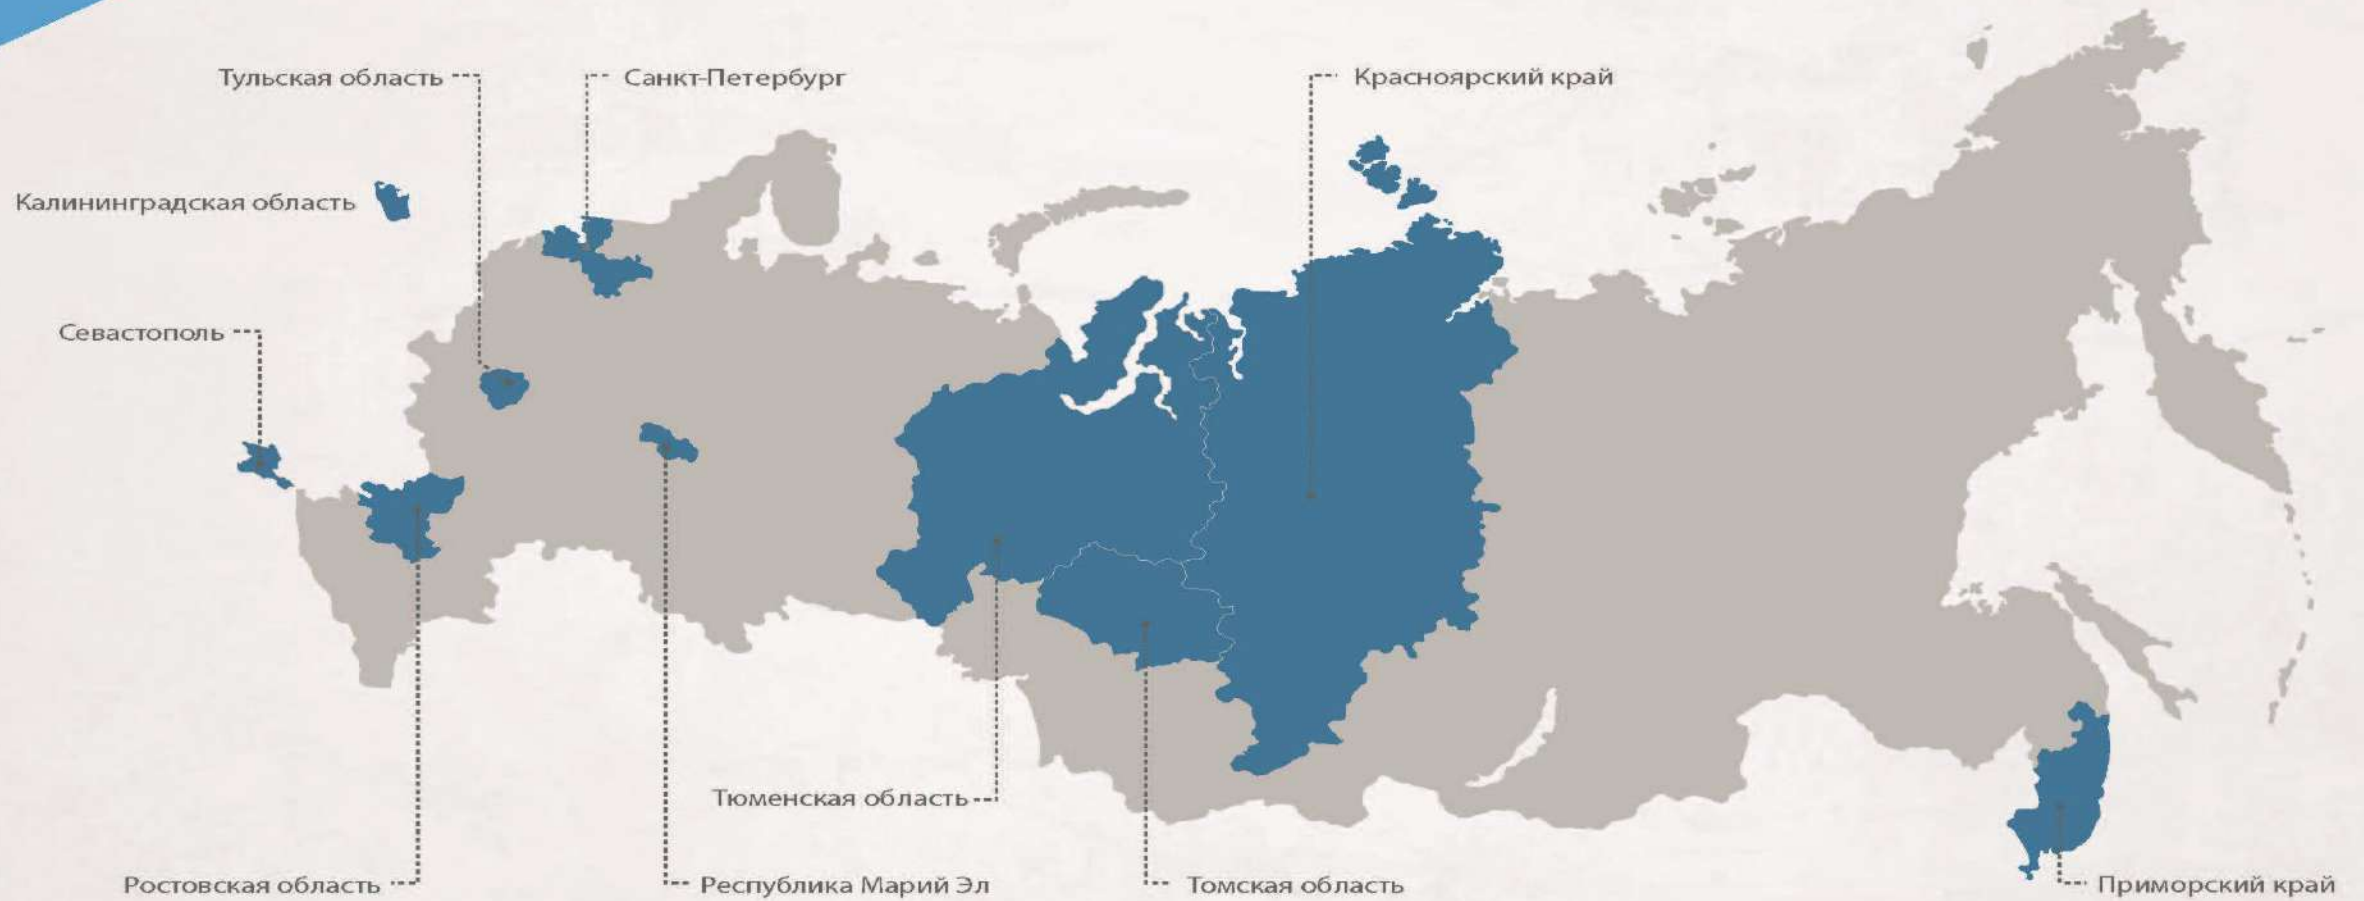 Тульская область
Санкт-Петербург
Красноярский край
Калининградская область
Севастополь
Тюменская область
Ростовская область
Республика Марий Эл
Томская область
Приморский край